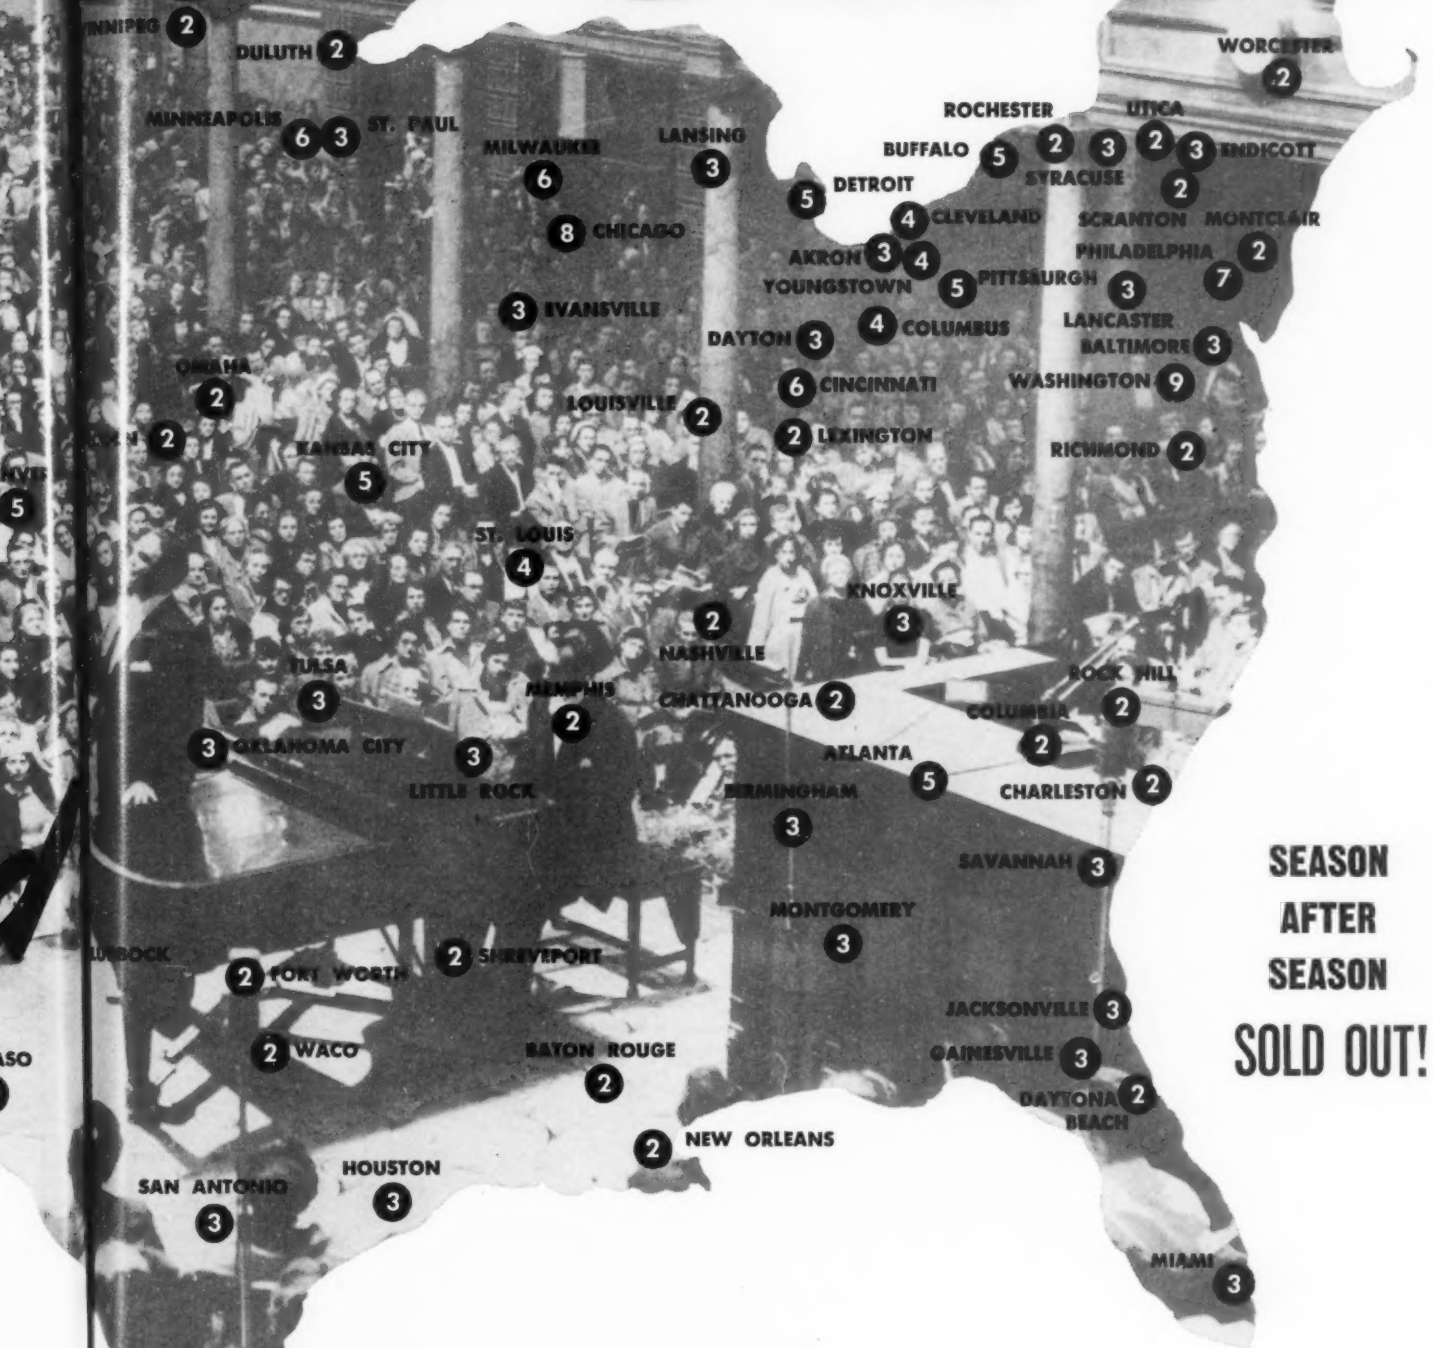 2
DULUTH 2
WORCESTER
2
MINNEAPOLIS 6 3 ST. PAUL
MILWAUKEE
6
LANSING
3
ROCHESTER
2
UTICA
2
BUFFALO 5
3
SYRACUSE
3 ENDICOTT
DETROIT
5
2
SCRANTON
MONTCLAIR
2
8 CHICAGO
4 CLEVELAND
AKRON 3
4
YOUNGSTOWN
5 PITTSBURGH
PHILADELPHIA
7
3
LANCASTER
3 EVANSVILLE
DAYTON 3
4 COLUMBUS
BALTIMORE 3
OMAHA
2
6 CINCINNATI
WASHINGTON 9
LOUISVILLE 2
2
2 LEXINGTON
RICHMOND 2
KANSAS CITY
5
5
ST. LOUIS
4
KNOXVILLE
3
2
NASHVILLE
TULSA
3
MEMPHIS
2
CHATTANOOGA 2
ROCK HILL
2
COLUMBIA
2
3 OKLAHOMA CITY
3
LITTLE ROCK
ATLANTA
5
BIRMINGHAM
3
CHARLESTON 2
SAVANNAH 3
SEASON
AFTER
SEASON
SOLD OUT!
MONTGOMERY
3
LUBBOCK
2 FORT WORTH
2 SHREVEPORT
JACKSONVILLE 3
2 WACO
BATON ROUGE
2
GAINESVILLE 3
DAYTONA 2
BEACH
2 NEW ORLEANS
SAN ANTONIO
3
HOUSTON
3
MIAMI
3